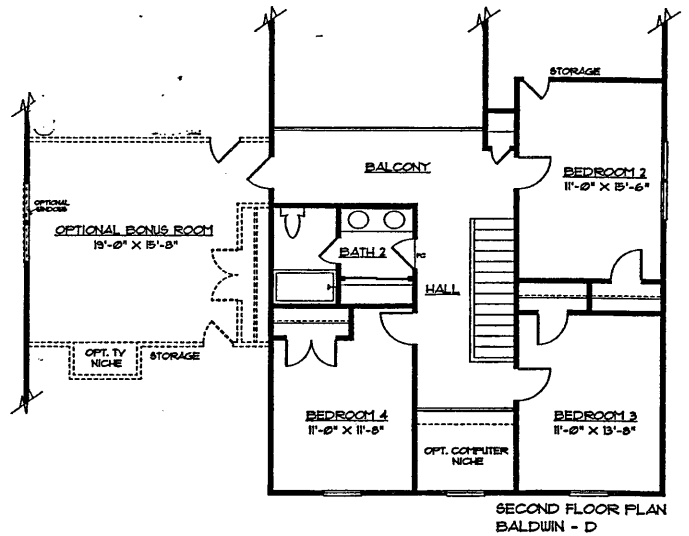 STORAGE
BALCONY
BEDROOM 2
11'-0" X 15'-6"
OPTIONAL
WINDOWS
OPTIONAL BONUS ROOM
19'-0" X 15'-8"
BATH 2
HALL
OPT. TV
NICHE
STORAGE
BEDROOM 4
11'-0" X 11'-8"
BEDROOM 3
11'-0" X 13'-8"
OPT. COMPUTER
NICHE
SECOND FLOOR PLAN
BALDWIN - D